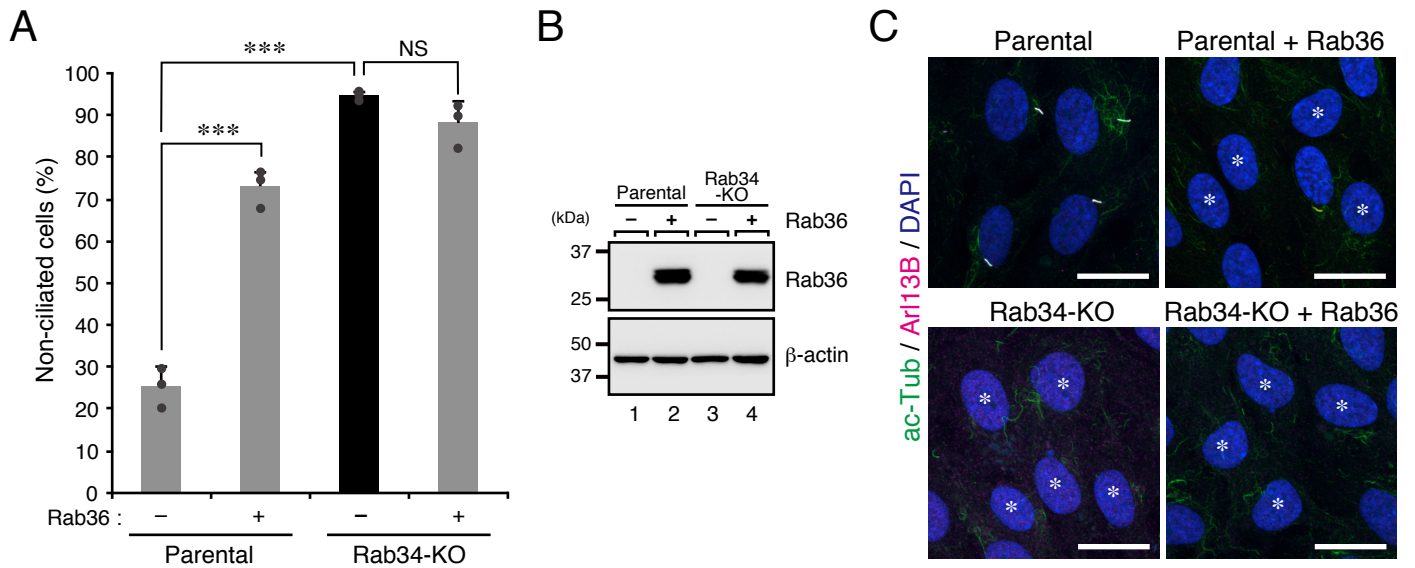 A
***
NS
***
Non-ciliated cells (%)
100
90
80
70
60
50
40
30
20
10
0
Rab36 : – + – +
Parental Rab34-KO
B
Parental Rab34
-KO
(kDa) – + – + Rab36
37
Rab36
25
50
β-actin
37
1 2 3 4
C
Parental Parental + Rab36
* * * *
Rab34-KO Rab34-KO + Rab36
* * * * *
* * * *
ac-Tub / Arl13B / DAPI